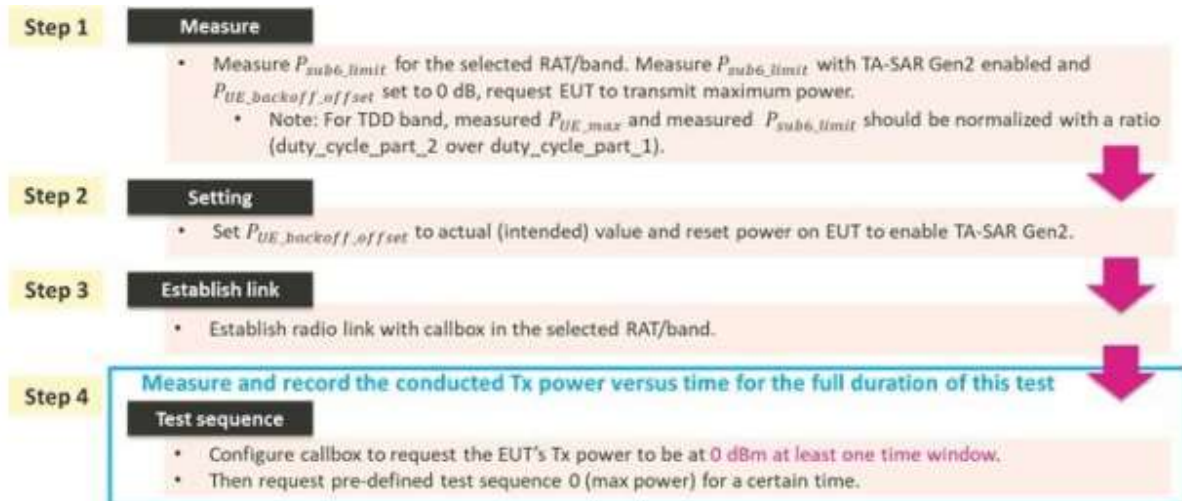 Step 1
Measure
• Measure P_sub6_limit for the selected RAT/band. Measure P_sub6_limit with TA-SAR Gen2 enabled and
P_UE_backoff_offset set to 0 dB, request EUT to transmit maximum power.
• Note: For TDD band, measured P_UE_max and measured P_sub6_limit should be normalized with a ratio
(duty_cycle_part_2 over duty_cycle_part_1).
Step 2
Setting
• Set P_UE_backoff_offset to actual (intended) value and reset power on EUT to enable TA-SAR Gen2.
Step 3
Establish link
• Establish radio link with callbox in the selected RAT/band.
Step 4
Measure and record the conducted Tx power versus time for the full duration of this test
Test sequence
• Configure callbox to request the EUT's Tx power to be at 0 dBm at least one time window.
• Then request pre-defined test sequence 0 (max power) for a certain time.